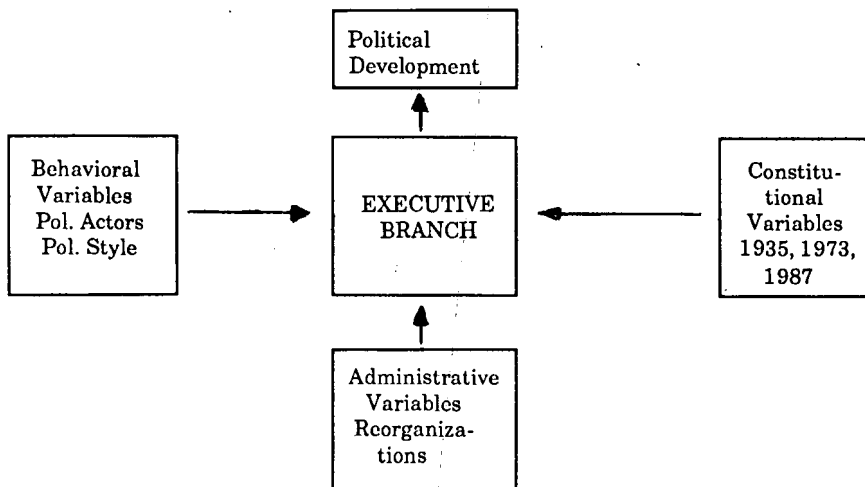 Political
Development
Behavioral
Variables
Pol. Actors
Pol. Style
EXECUTIVE
BRANCH
Constitu-
tional
Variables
1935, 1973,
1987
Administrative
Variables
Reorganiza-
tions